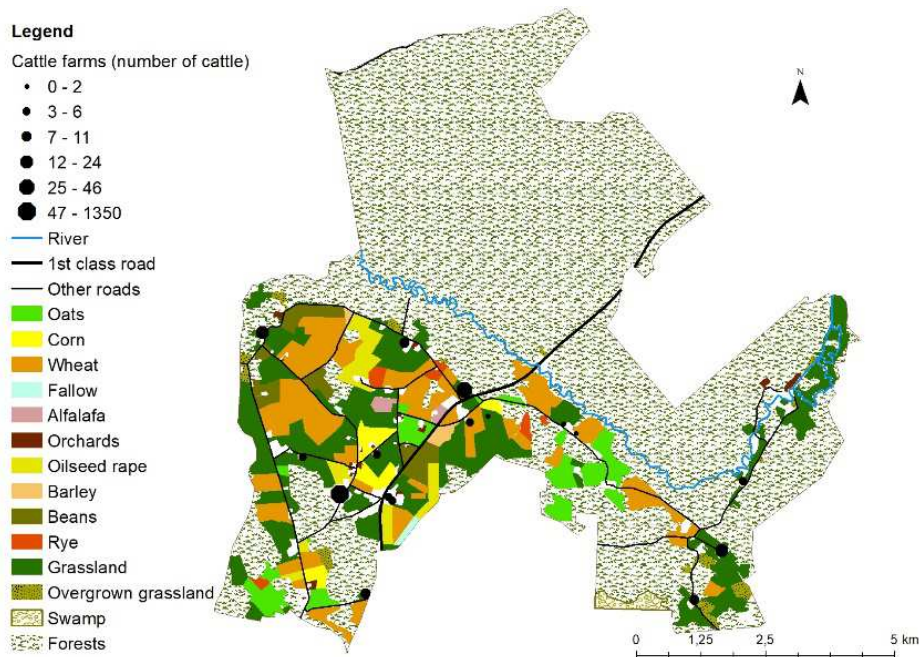 Legend
Cattle farms (number of cattle)
0 - 2
3 - 6
7 - 11
12 - 24
25 - 46
47 - 1350
River
1st class road
Other roads
Oats
Corn
Wheat
Fallow
Alfalafa
Orchards
Oilseed rape
Barley
Beans
Rye
Grassland
Overgrown grassland
Swamp
Forests
N
0 1,25 2,5 5 km